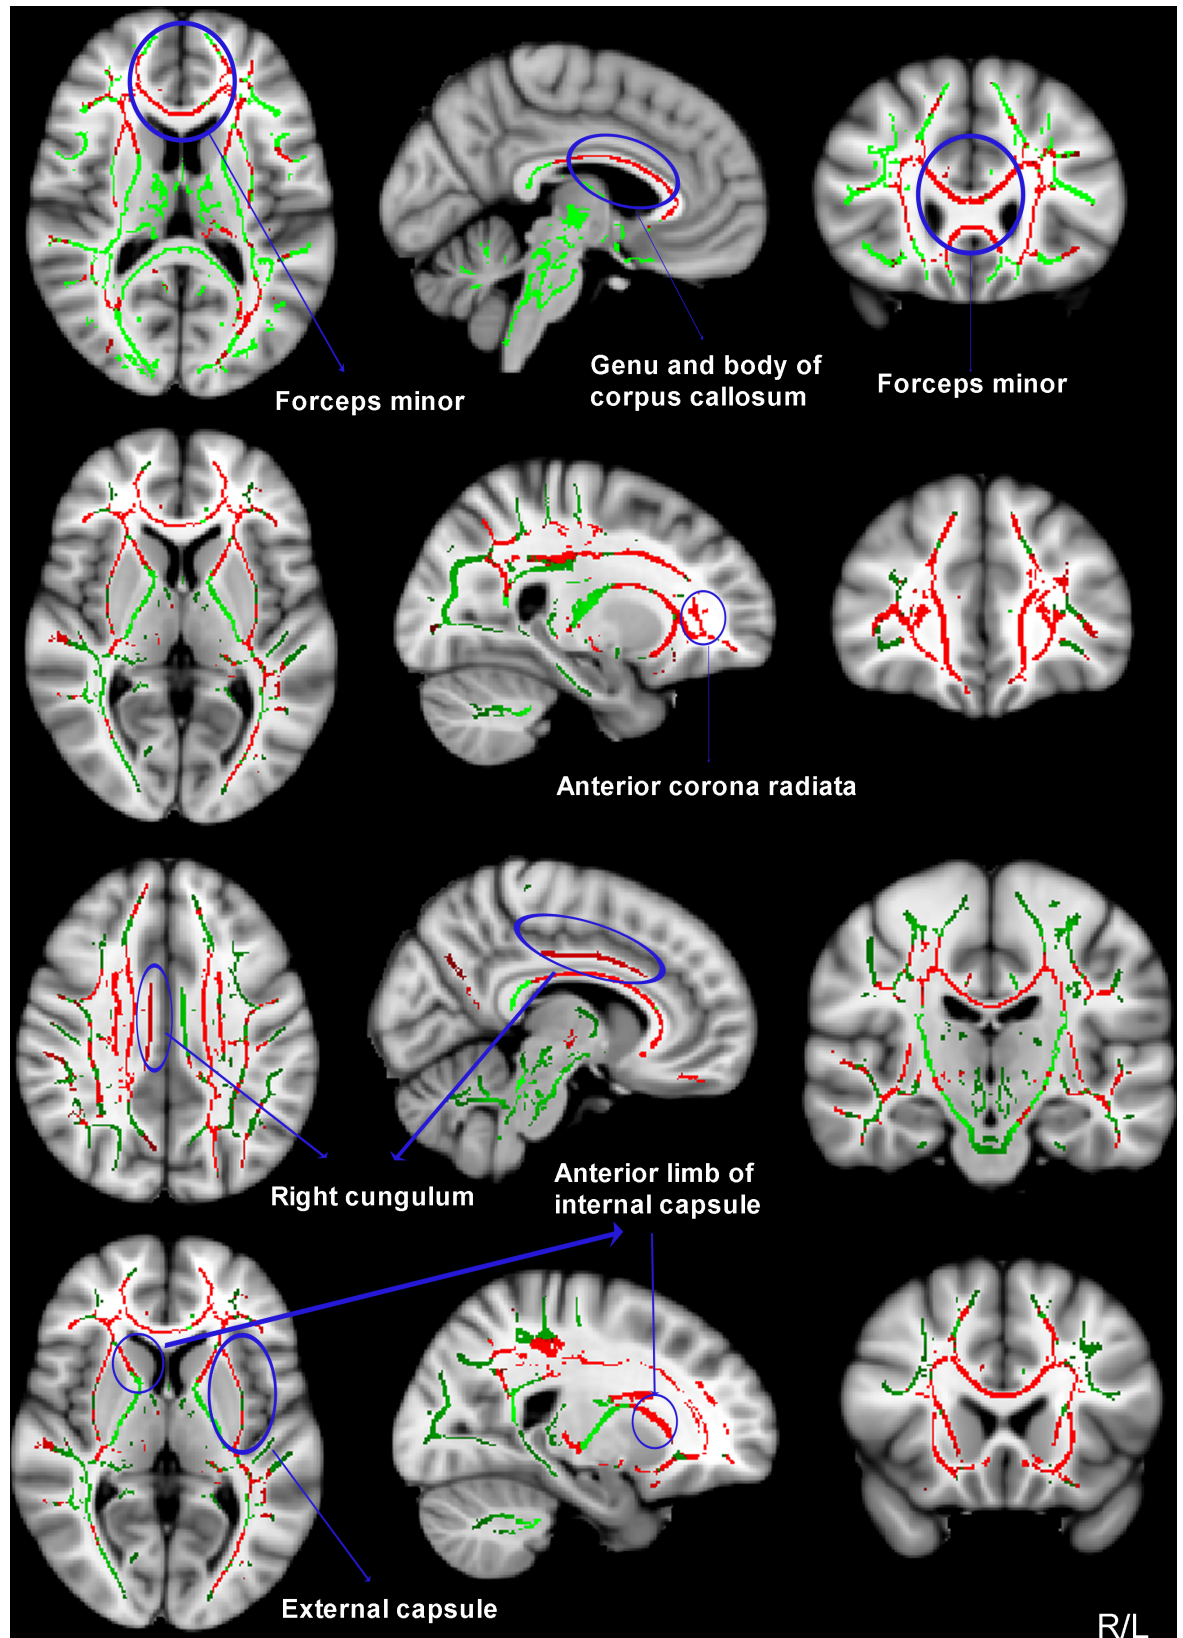 Forceps minor
Genu and body of
corpus callosum
Forceps minor
Anterior corona radiata
Right cungulum
Anterior limb of
internal capsule
External capsule
R/L